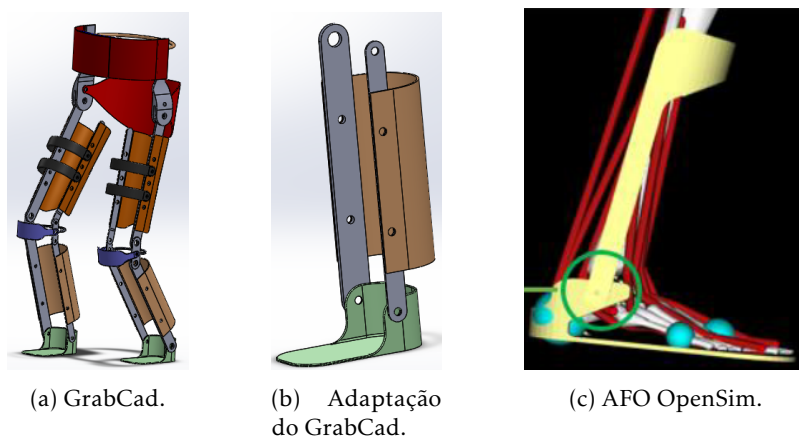 (a) GrabCad.
(b) Adaptação
do GrabCad.
(c) AFO OpenSim.